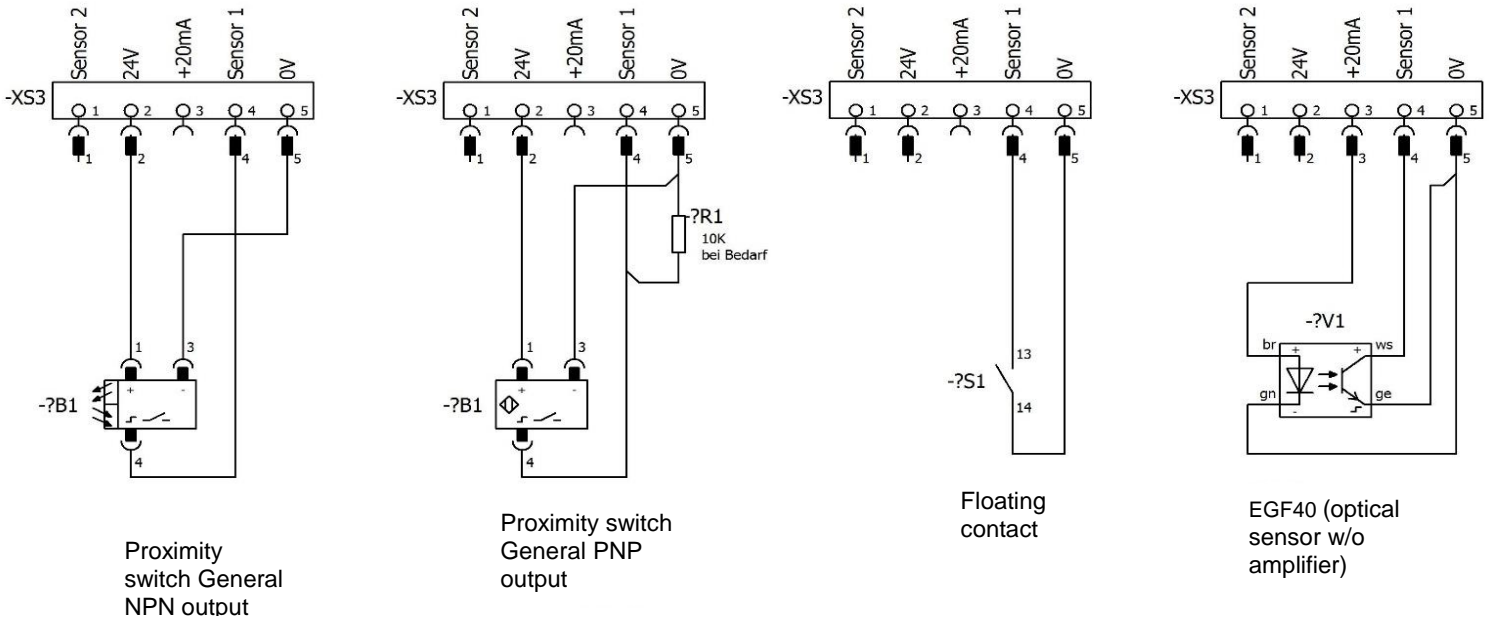 Sensor 2
24V
+20mA
Sensor 1
0V
-XS3
1
2
3
4
5
1
2
4
5
1
3
+
-
-?B1
4
Proximity
switch General
NPN output
Sensor 2
24V
+20mA
Sensor 1
0V
-XS3
1
2
3
4
5
1
2
4
5
-?R1
10K
bei Bedarf
1
3
+
-
-?B1
4
Proximity switch
General PNP
output
Sensor 2
24V
+20mA
Sensor 1
0V
-XS3
1
2
3
4
5
1
2
4
5
13
-?S1
14
Floating
contact
Sensor 2
24V
+20mA
Sensor 1
0V
-XS3
1
2
3
4
5
1
2
3
4
5
-?V1
br
+
+
ws
gn
-
ge
EGF40 (optical
sensor w/o
amplifier)